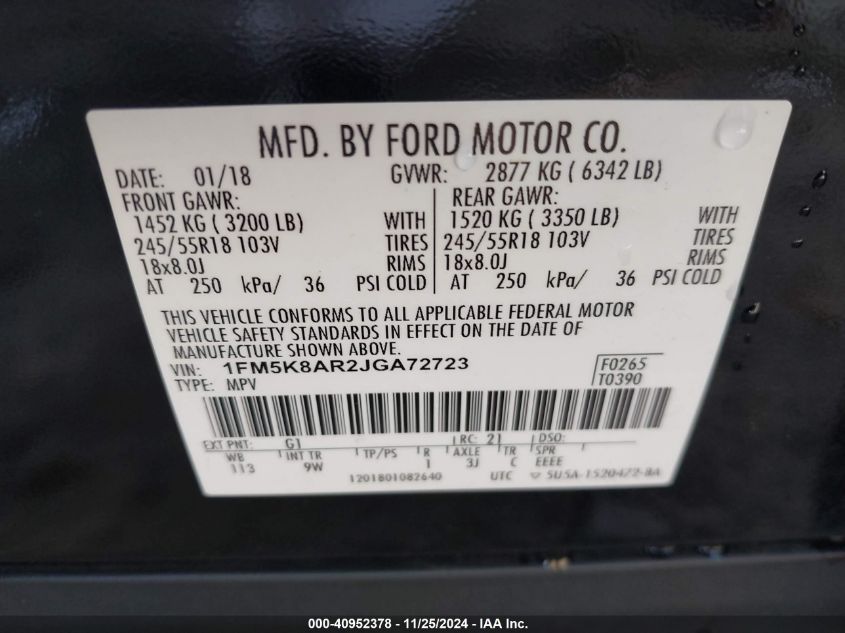 MFD. BY FORD MOTOR CO.
DATE: 01/18 GVWR: 2877 KG ( 6342 LB)
FRONT GAWR: REAR GAWR:
1452 KG ( 3200 LB) WITH 1520 KG ( 3350 LB) WITH
245/55R18 103V TIRES 245/55R18 103V TIRES
18x8.0J RIMS 18x8.0J RIMS
AT 250 kPa/ 36 PSI COLD AT 250 kPa/ 36 PSI COLD
THIS VEHICLE CONFORMS TO ALL APPLICABLE FEDERAL MOTOR
VEHICLE SAFETY STANDARDS IN EFFECT ON THE DATE OF
MANUFACTURE SHOWN ABOVE.
VIN: 1FM5K8AR2JGA72723 F0265
TYPE: MPV T0390
EXT PNT: G1 RC: 21 DSO:
WB INT TR TP/PS R AXLE TR SPR
113 9W 1 3J C EEEE
1201801082640 UTC 5U5A-1520472-BA
000-40952378 - 11/25/2024 - IAA Inc.